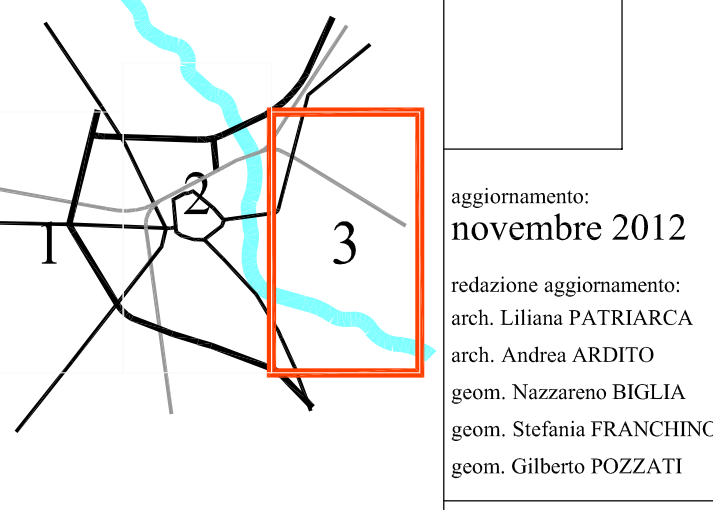 1
2
3
aggiornamento:
novembre 2012
redazione aggiornamento:
arch. Liliana PATRIARCA
arch. Andrea ARDITO
geom. Nazzareno BIGLIA
geom. Stefania FRANCHINO
geom. Gilberto POZZATI